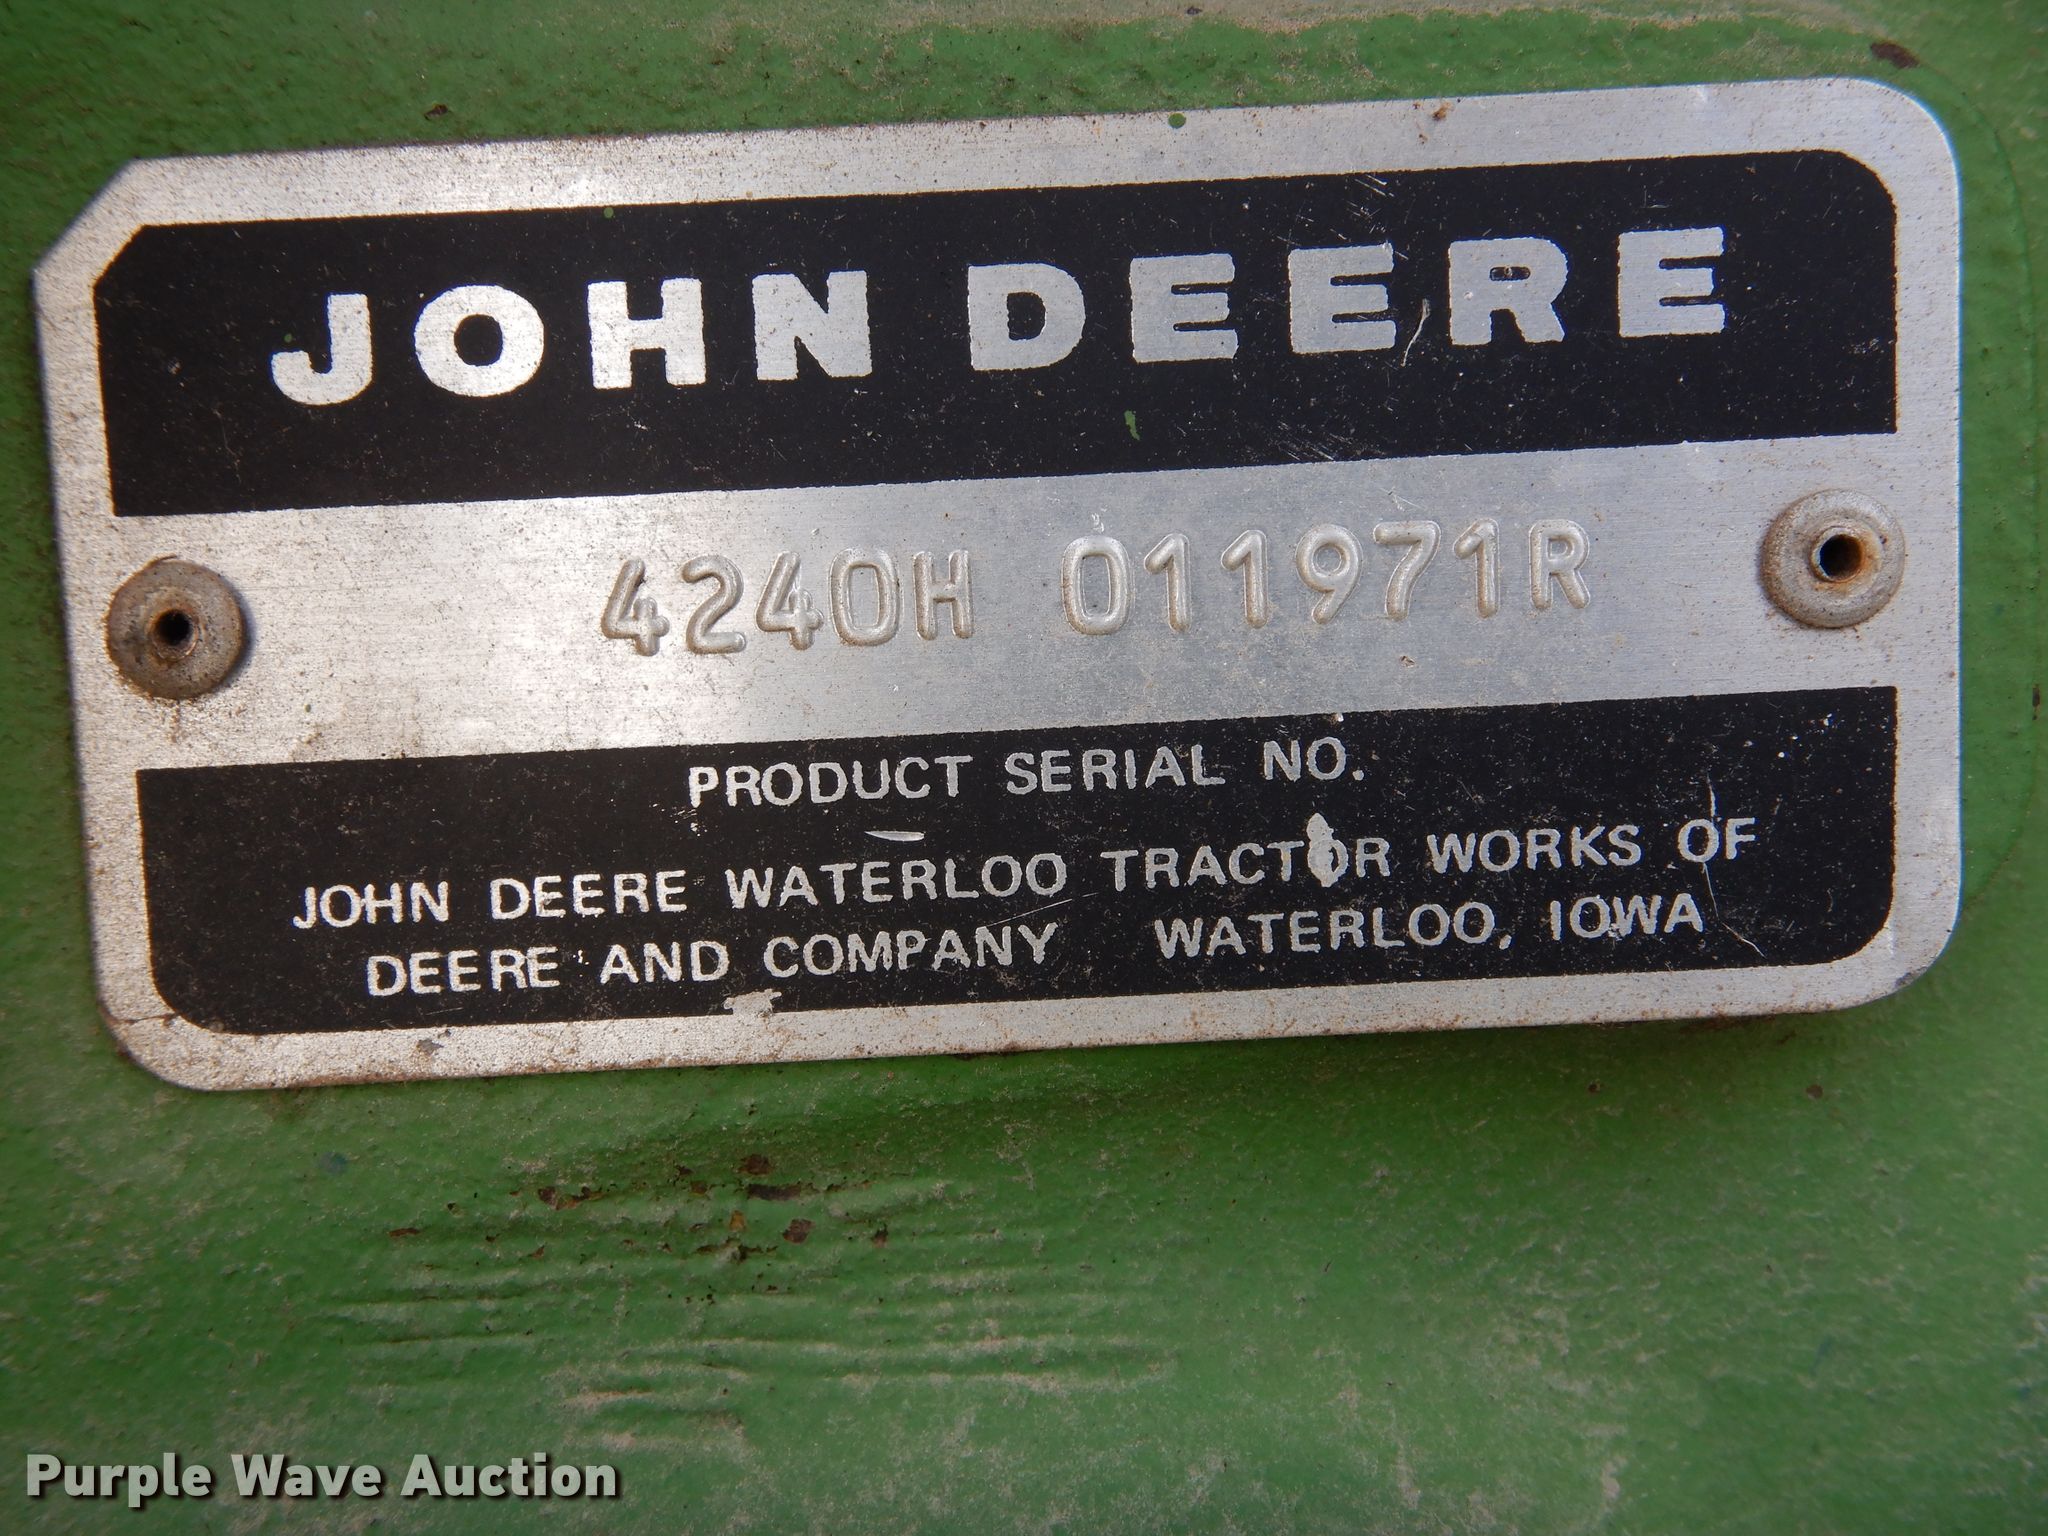 JOHN DEERE
4240H 011971R
PRODUCT SERIAL NO.
JOHN DEERE WATERLOO TRACTOR WORKS OF
DEERE AND COMPANY WATERLOO, IOWA
Purple Wave Auction